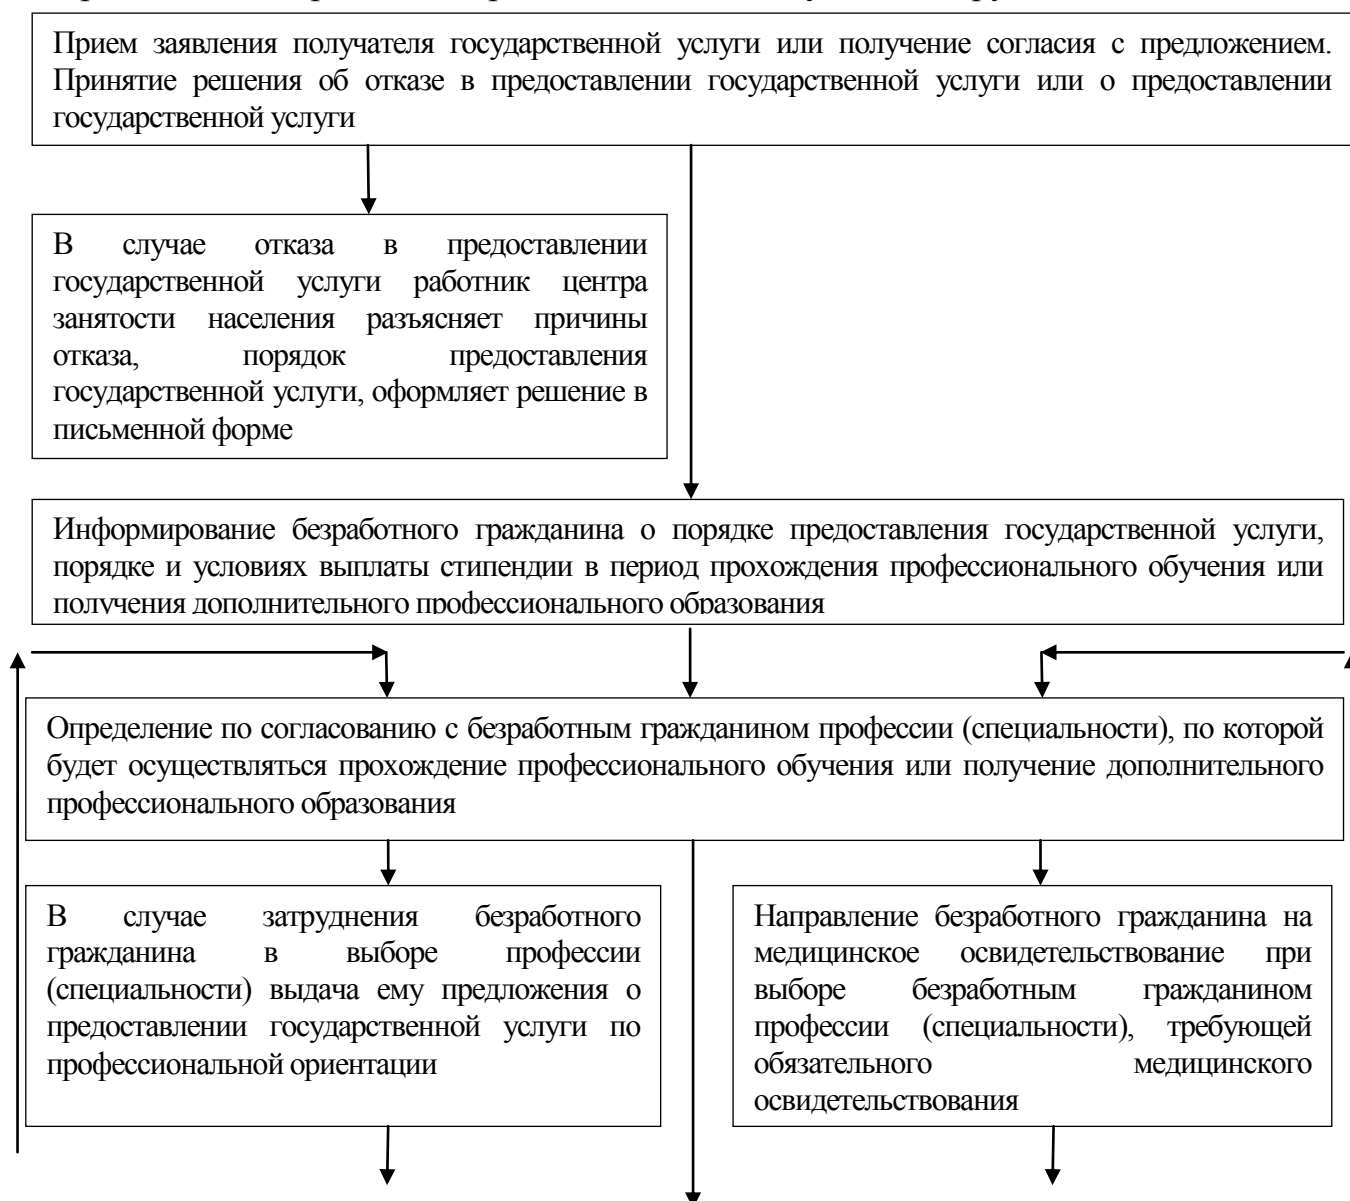 Прием заявления получателя государственной услуги или получение согласия с предложением.
Принятие решения об отказе в предоставлении государственной услуги или о предоставлении
государственной услуги
В случае отказа в предоставлении
государственной услуги работник центра
занятости населения разъясняет причины
отказа, порядок предоставления
государственной услуги, оформляет решение в
письменной форме
Информирование безработного гражданина о порядке предоставления государственной услуги,
порядке и условиях выплаты стипендии в период прохождения профессионального обучения или
получения дополнительного профессионального образования
Определение по согласованию с безработным гражданином профессии (специальности), по которой
будет осуществляться прохождение профессионального обучения или получение дополнительного
профессионального образования
В случае затруднения безработного
гражданина в выборе профессии
(специальности) выдача ему предложения о
предоставлении государственной услуги по
профессиональной ориентации
Направление безработного гражданина на
медицинское освидетельствование при
выборе безработным гражданином
профессии (специальности), требующей
обязательного медицинского
освидетельствования